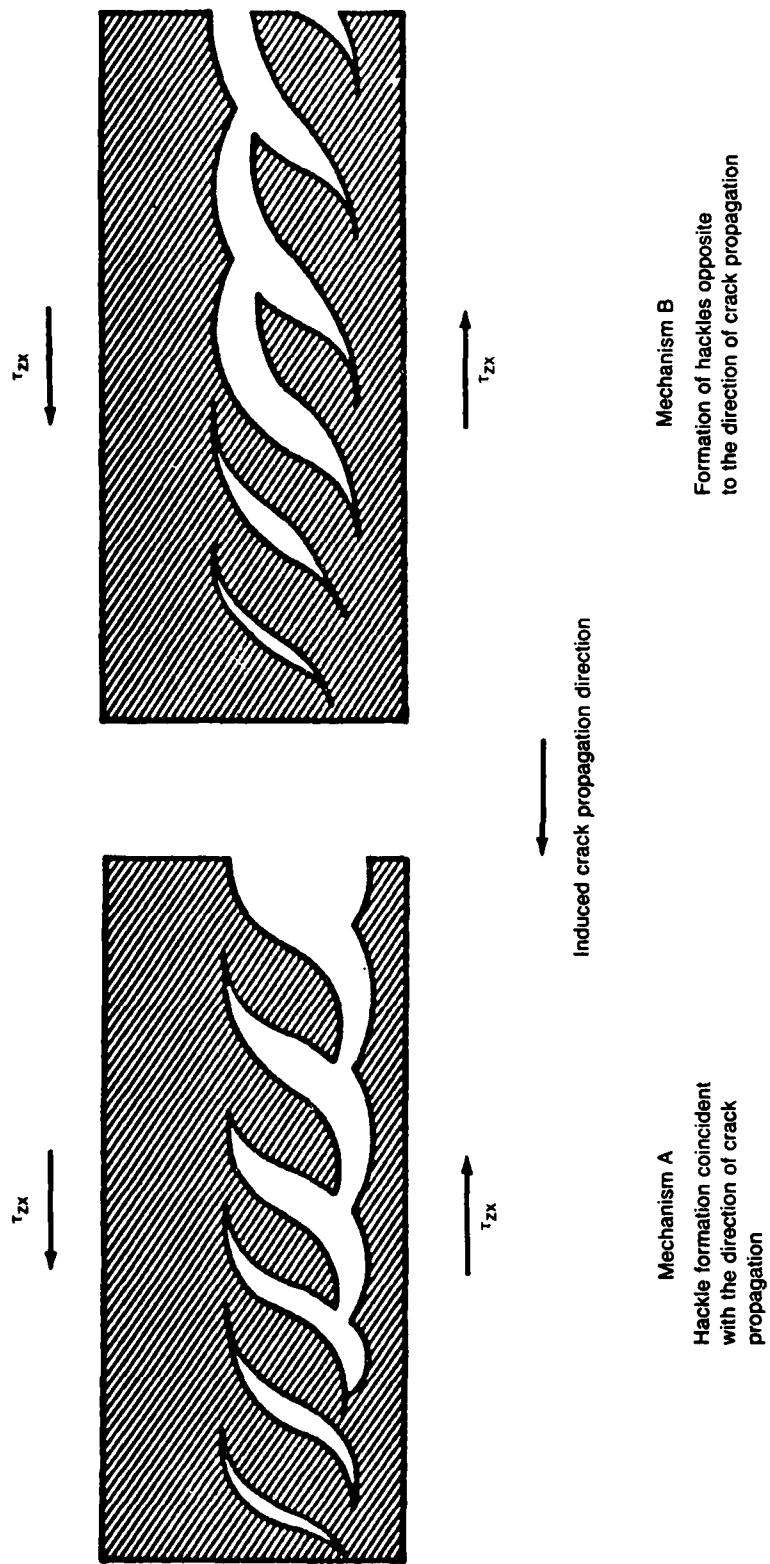 τZX
τZX
τZX
τZX
Induced crack propagation direction
Mechanism A
Hackle formation coincident
with the direction of crack
propagation
Mechanism B
Formation of hackles opposite
to the direction of crack propagation